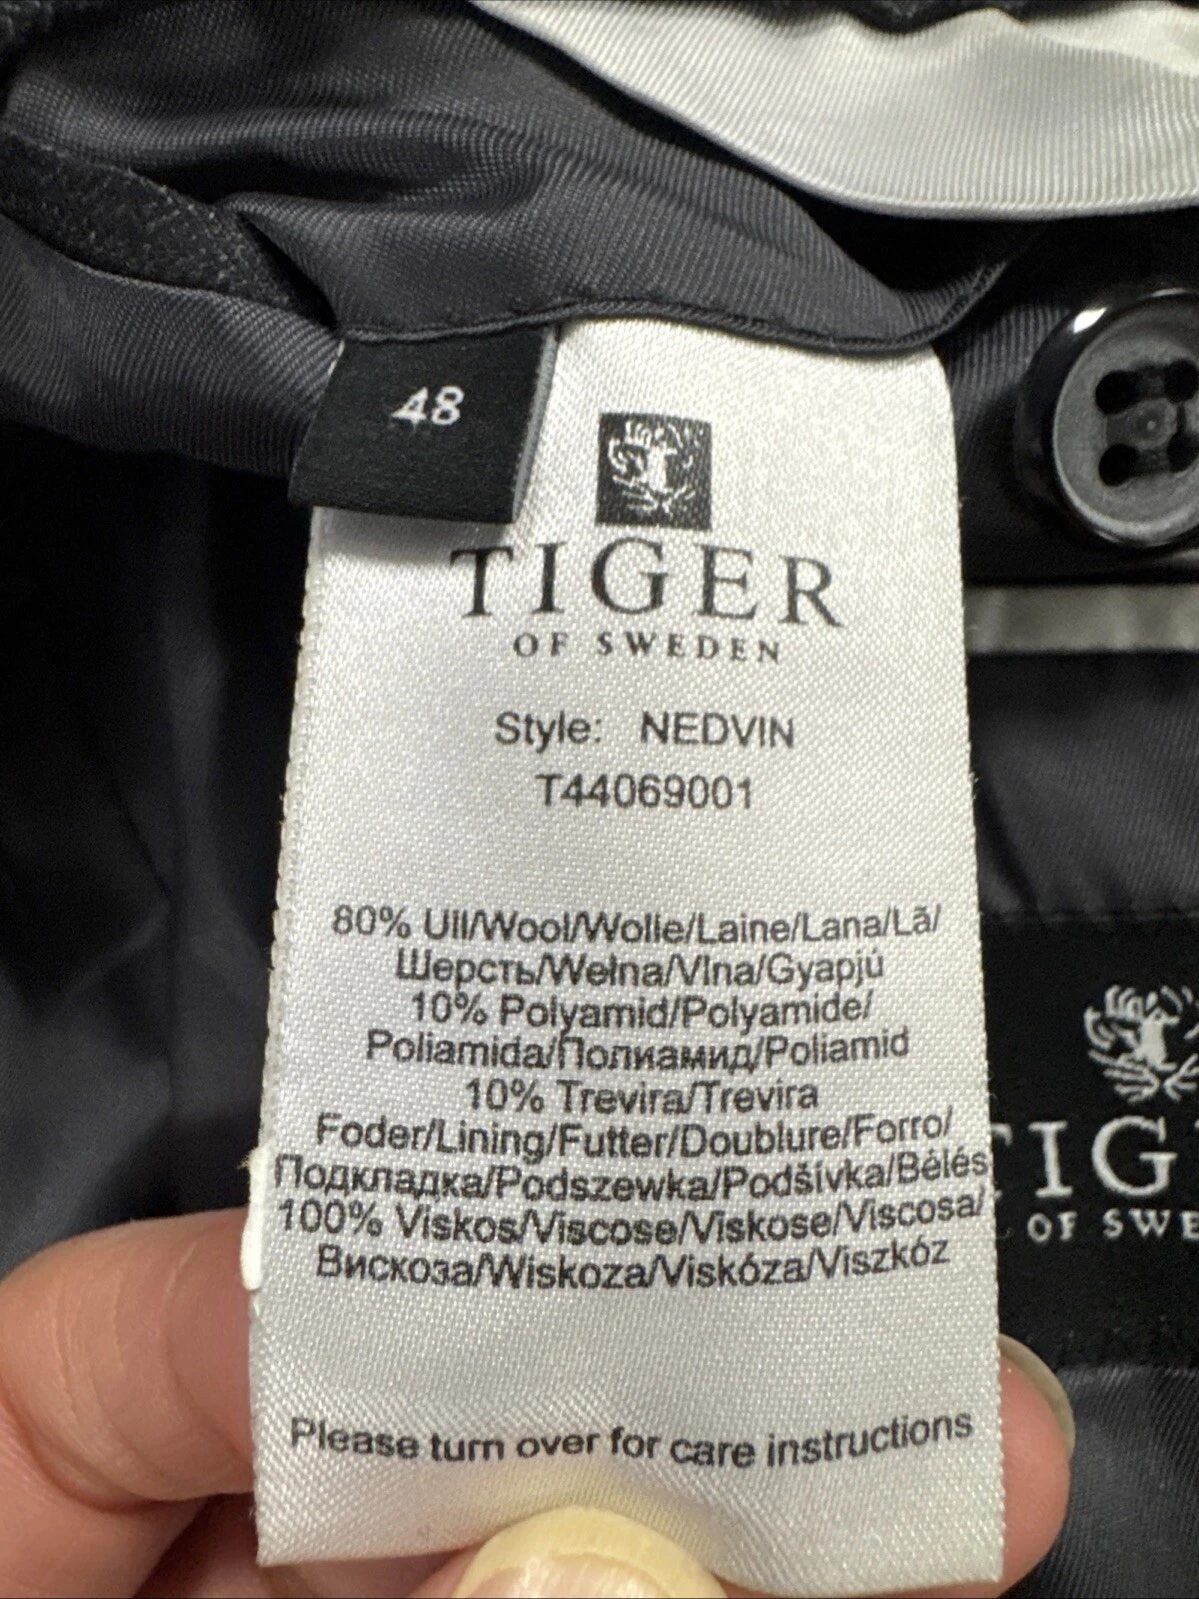 48
TIGER
OF SWEDEN
Style: NEDVIN
T44069001
80% Ull/Wool/Wolle/Laine/Lana/Lã/
Шерсть/Wełna/Vlna/Gyapjú
10% Polyamid/Polyamide/
Poliamida/Полиамид/Poliamid
10% Trevira/Trevira
Foder/Lining/Futter/Doublure/Forro/
Подкладка/Podszewka/Podšívka/Bélés
100% Viskos/Viscose/Viskose/Viscosa/
Вискоза/Wiskoza/Viskóza/Viszkóz
Please turn over for care instructions
TIG
OF SWE